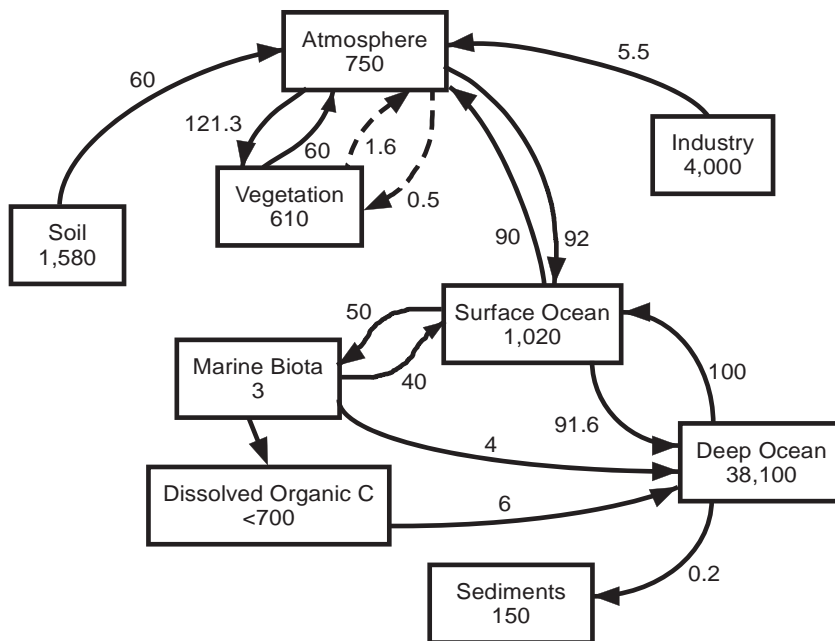 Atmosphere
750
5.5
60
121.3
60
1.6
Industry
4,000
Vegetation
610
0.5
Soil
1,580
90
92
Surface Ocean
1,020
50
Marine Biota
3
40
100
91.6
4
Deep Ocean
38,100
Dissolved Organic C
<700
6
0.2
Sediments
150